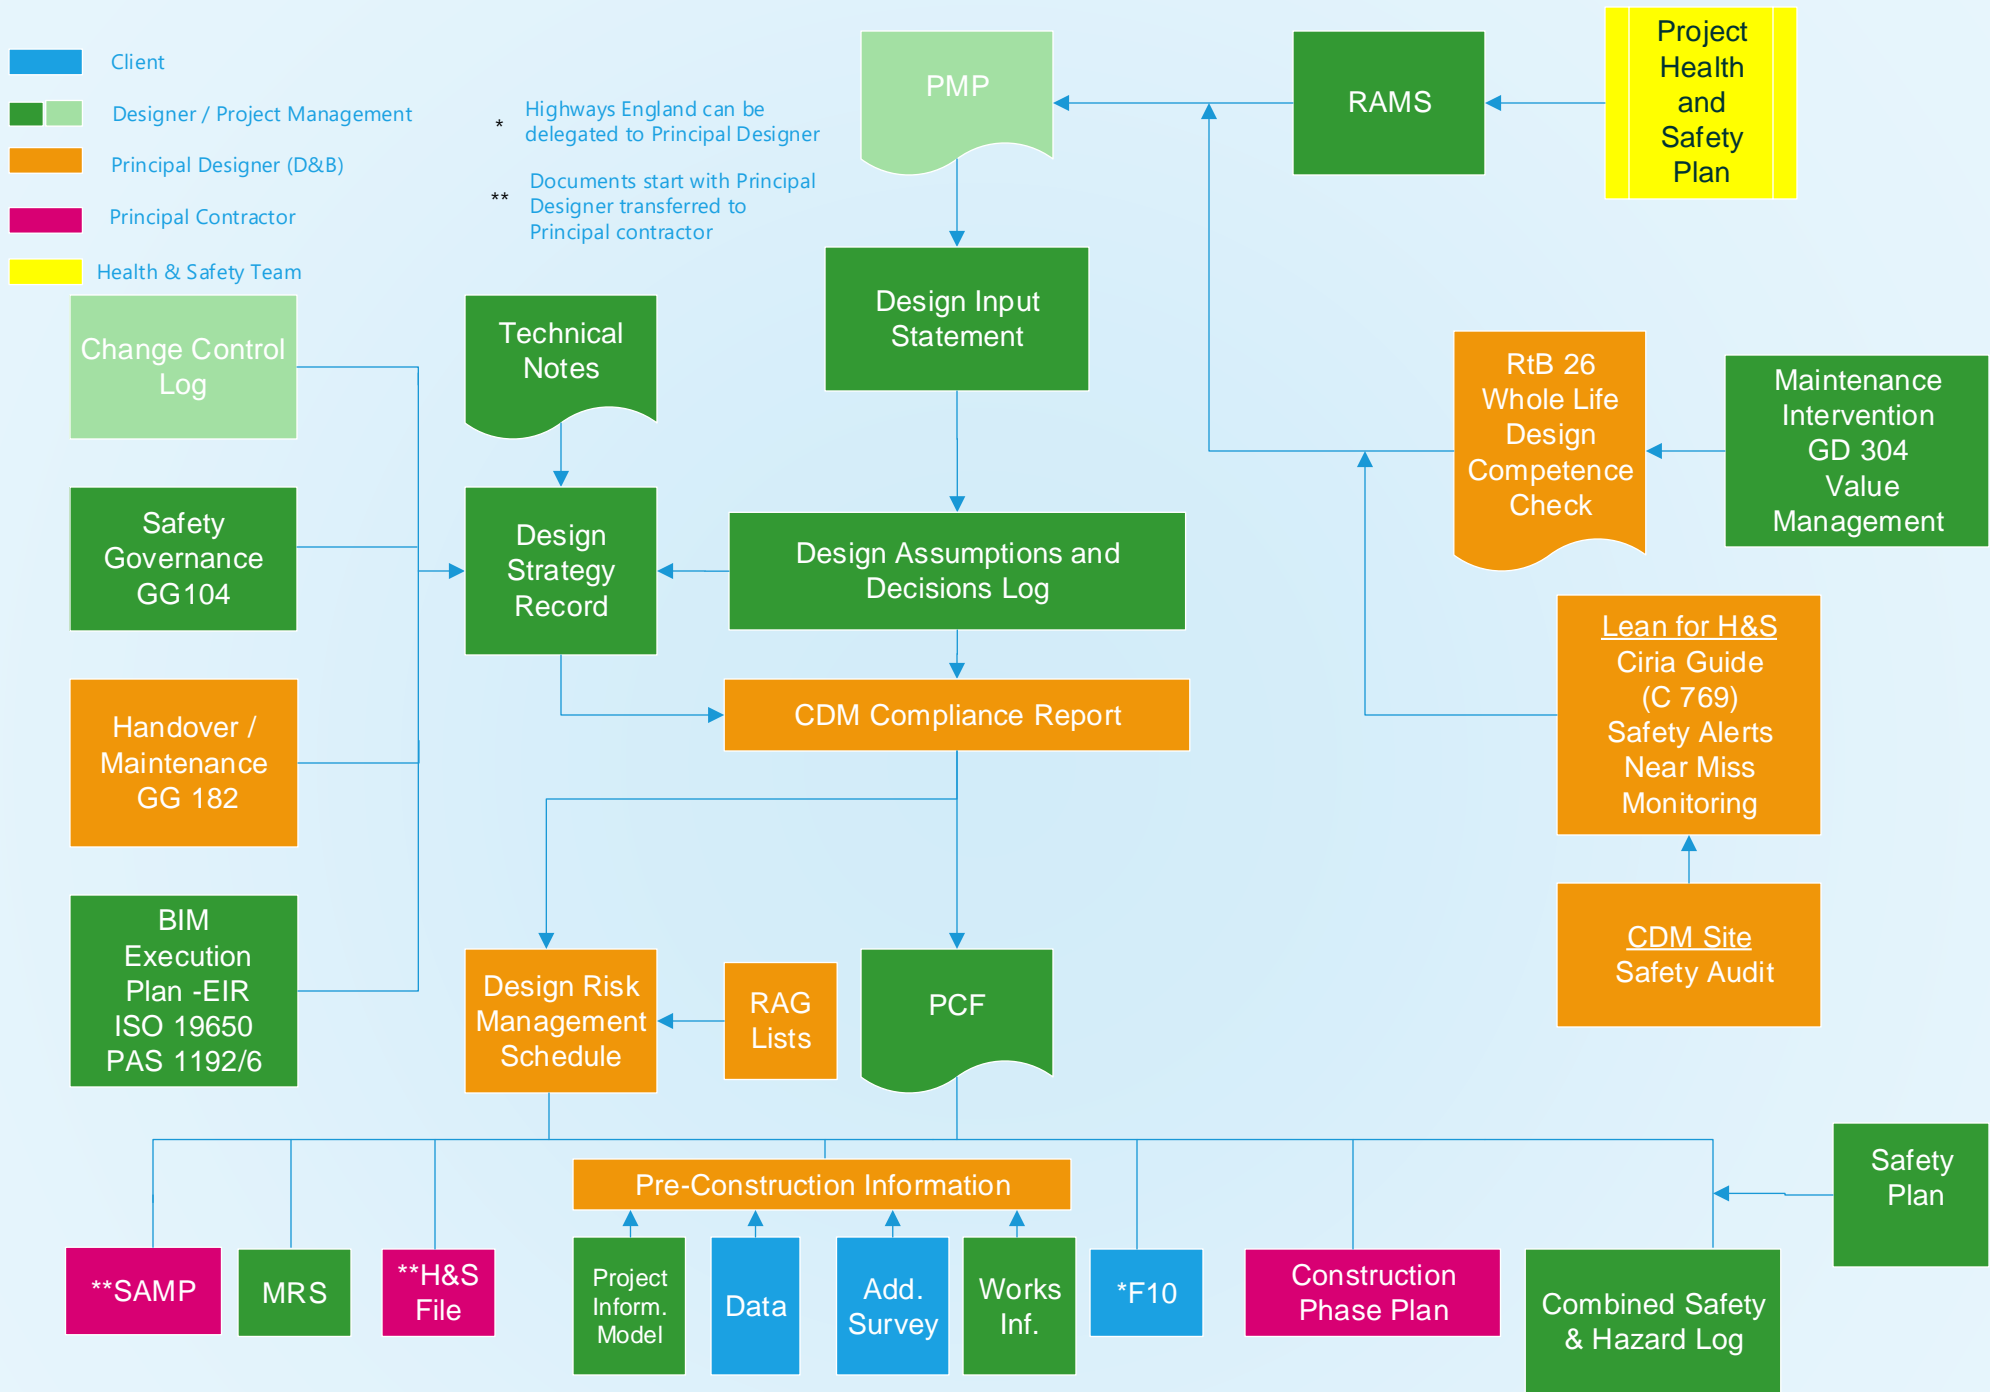 Client
Designer / Project Management
Principal Designer (D&B)
Principal Contractor
Health & Safety Team
*
Highways England can be
delegated to Principal Designer
**
Documents start with Principal
Designer transferred to
Principal contractor
PMP
RAMS
Project
Health
and
Safety
Plan
Change Control
Log
Technical
Notes
Design Input
Statement
RtB 26
Whole Life
Design
Competence
Check
Maintenance
Intervention
GD 304
Value
Management
Safety
Governance
GG104
Design
Strategy
Record
Design Assumptions and
Decisions Log
Lean for H&S
Ciria Guide
(C 769)
Safety Alerts
Near Miss
Monitoring
Handover /
Maintenance
GG 182
CDM Compliance Report
CDM Site
Safety Audit
BIM
Execution
Plan -EIR
ISO 19650
PAS 1192/6
Design Risk
Management
Schedule
RAG
Lists
PCF
Safety
Plan
Pre-Construction Information
**SAMP
MRS
**H&S
File
Project
Inform.
Model
Data
Add.
Survey
Works
Inf.
*F10
Construction
Phase Plan
Combined Safety
& Hazard Log